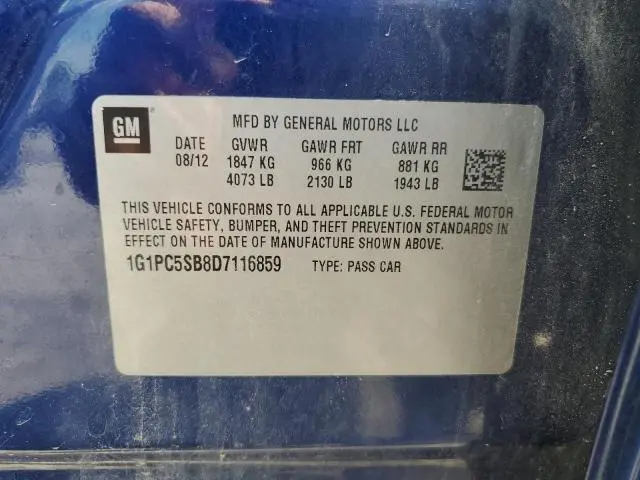 GM
MFD BY GENERAL MOTORS LLC
DATE GVWR GAWR FRT GAWR RR
08/12 1847 KG 966 KG 881 KG
4073 LB 2130 LB 1943 LB
THIS VEHICLE CONFORMS TO ALL APPLICABLE U.S. FEDERAL MOTOR
VEHICLE SAFETY, BUMPER, AND THEFT PREVENTION STANDARDS IN
EFFECT ON THE DATE OF MANUFACTURE SHOWN ABOVE.
1G1PC5SB8D7116859 TYPE: PASS CAR